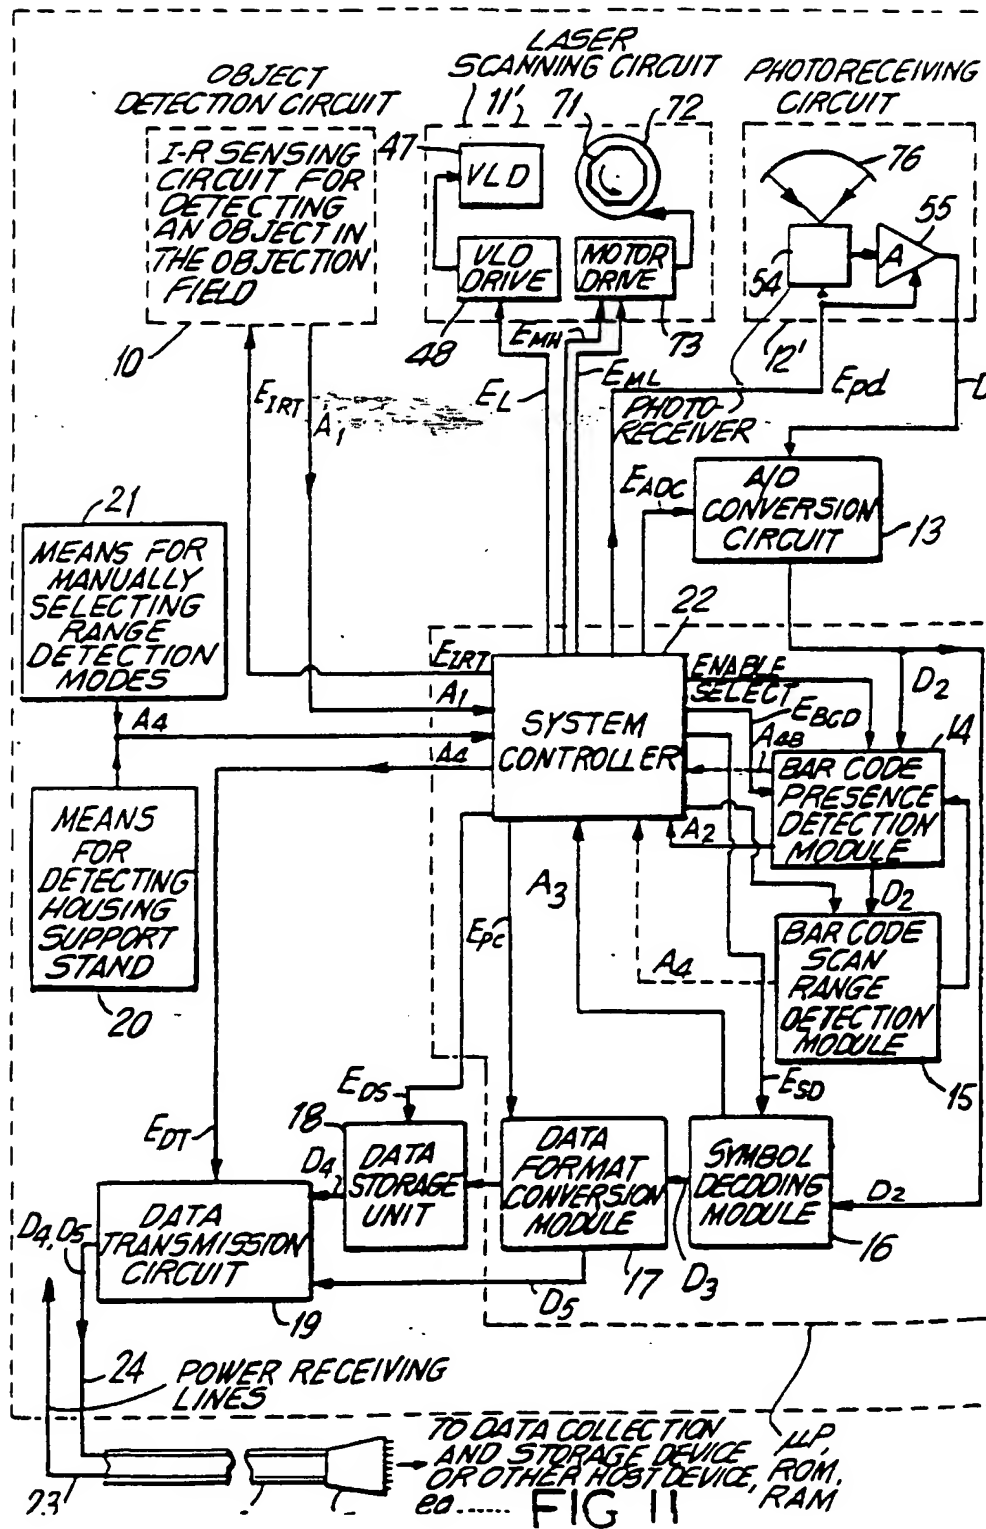 OBJECT
DETECTION CIRCUIT
LASER
SCANNING CIRCUIT
PHOTORECEIVING
CIRCUIT
I-R SENSING
CIRCUIT FOR
DETECTING
AN OBJECT IN
THE OBJECTION
FIELD
10
11'
47
VLD
VLD
DRIVE
48
71
72
MOTOR
DRIVE
73
76
54
55
A
12'
EIRT
A1
EL
EMH
EML
PHOTO-
RECEIVER
Epd
D
EADC
A/D
CONVERSION
CIRCUIT
13
21
MEANS FOR
MANUALLY
SELECTING
RANGE
DETECTION
MODES
A4
MEANS
FOR
DETECTING
HOUSING
SUPPORT
STAND
20
22
EIRT
A1
A4
SYSTEM
CONTROLLER
ENABLE
SELECT
EBCD
A4B
A2
D2
14
BAR CODE
PRESENCE
DETECTION
MODULE
D2
BAR CODE
SCAN
RANGE
DETECTION
MODULE
15
A3
A4
EPC
EDS
ESD
EDT
18
DATA
STORAGE
UNIT
D4
DATA
FORMAT
CONVERSION
MODULE
17
D3
SYMBOL
DECODING
MODULE
16
D2
D4, D5
DATA
TRANSMISSION
CIRCUIT
19
D5
24
POWER RECEIVING
LINES
23
TO DATA COLLECTION
AND STORAGE DEVICE
OR OTHER HOST DEVICE,
µP,
ROM,
RAM
FIG 11